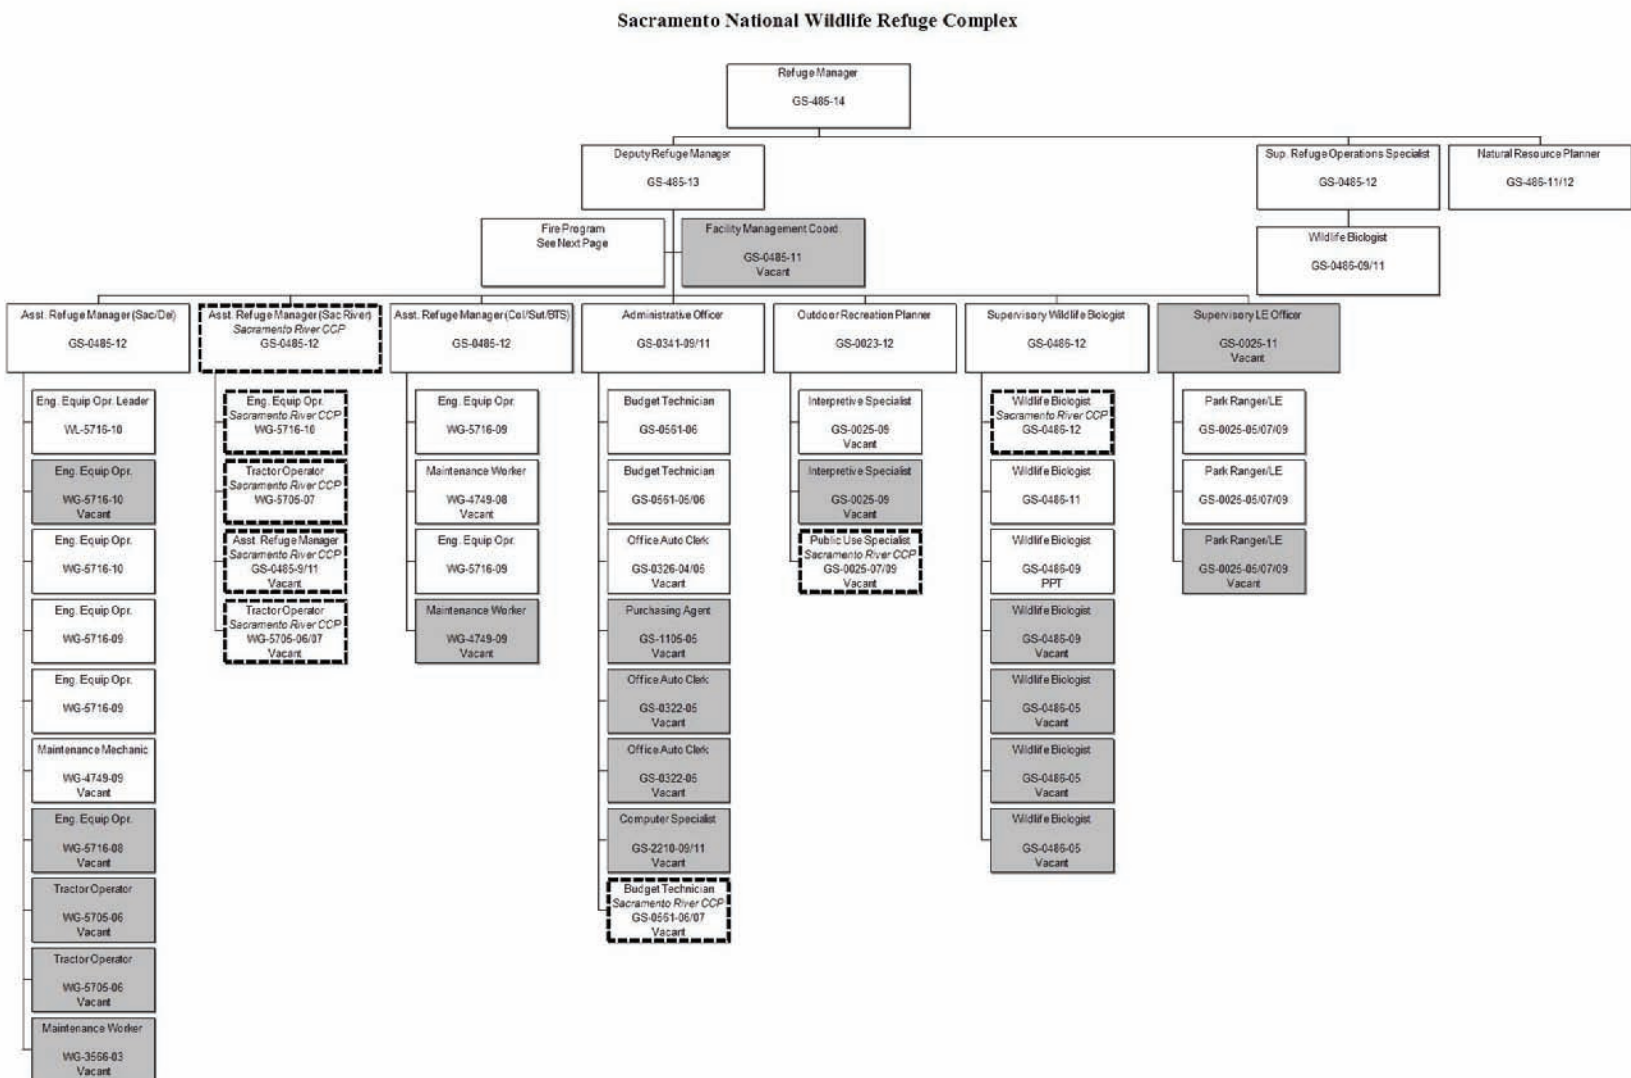 Sacramento National Wildlife Refuge Complex
Refuge Manager
GS-485-14
Deputy Refuge Manager
GS-485-13
Sup. Refuge Operations Specialist
GS-0485-12
Natural Resource Planner
GS-486-11/12
Fire Program
See Next Page
Facility Management Coord.
GS-0485-11
Vacant
Wildlife Biologist
GS-0486-09/11
Asst. Refuge Manager (Sac/Del)
GS-0485-12
Asst. Refuge Manager (Sac River)
Sacramento River CCP
GS-0485-12
Asst. Refuge Manager (Col/Sut/BTS)
GS-0485-12
Administrative Officer
GS-0341-09/11
Outdoor Recreation Planner
GS-0023-12
Supervisory Wildlife Biologist
GS-0486-12
Supervisory LE Officer
GS-0025-11
Vacant
Eng. Equip Opr. Leader
WL-5716-10
Eng. Equip Opr.
WG-5716-10
Vacant
Eng. Equip Opr.
WG-5716-10
Eng. Equip Opr.
WG-5716-09
Eng. Equip Opr.
WG-5716-09
Maintenance Mechanic
WG-4749-09
Vacant
Eng. Equip Opr.
WG-5716-08
Vacant
Tractor Operator
WG-5705-06
Vacant
Tractor Operator
WG-5705-06
Vacant
Maintenance Worker
WG-3566-03
Vacant
Eng. Equip Opr.
Sacramento River CCP
WG-5716-10
Tractor Operator
Sacramento River CCP
WG-5705-07
Asst. Refuge Manager
Sacramento River CCP
GS-0485-9/11
Vacant
Tractor Operator
Sacramento River CCP
WG-5705-06/07
Vacant
Eng. Equip Opr.
WG-5716-09
Maintenance Worker
WG-4749-08
Vacant
Eng. Equip Opr.
WG-5716-09
Maintenance Worker
WG-4749-09
Vacant
Budget Technician
GS-0561-06
Budget Technician
GS-0561-05/06
Office Auto Clerk
GS-0326-04/05
Vacant
Purchasing Agent
GS-1105-05
Vacant
Office Auto Clerk
GS-0322-05
Vacant
Office Auto Clerk
GS-0322-05
Vacant
Computer Specialist
GS-2210-09/11
Vacant
Budget Technician
Sacramento River CCP
GS-0561-06/07
Vacant
Interpretive Specialist
GS-0025-09
Vacant
Interpretive Specialist
GS-0025-09
Vacant
Public Use Specialist
Sacramento River CCP
GS-0025-07/09
Vacant
Wildlife Biologist
Sacramento River CCP
GS-0486-12
Wildlife Biologist
GS-0486-11
Wildlife Biologist
GS-0486-09
PPT
Wildlife Biologist
GS-0486-09
Vacant
Wildlife Biologist
GS-0486-05
Vacant
Wildlife Biologist
GS-0486-05
Vacant
Wildlife Biologist
GS-0486-05
Vacant
Park Ranger/LE
GS-0025-05/07/09
Park Ranger/LE
GS-0025-05/07/09
Park Ranger/LE
GS-0025-05/07/09
Vacant